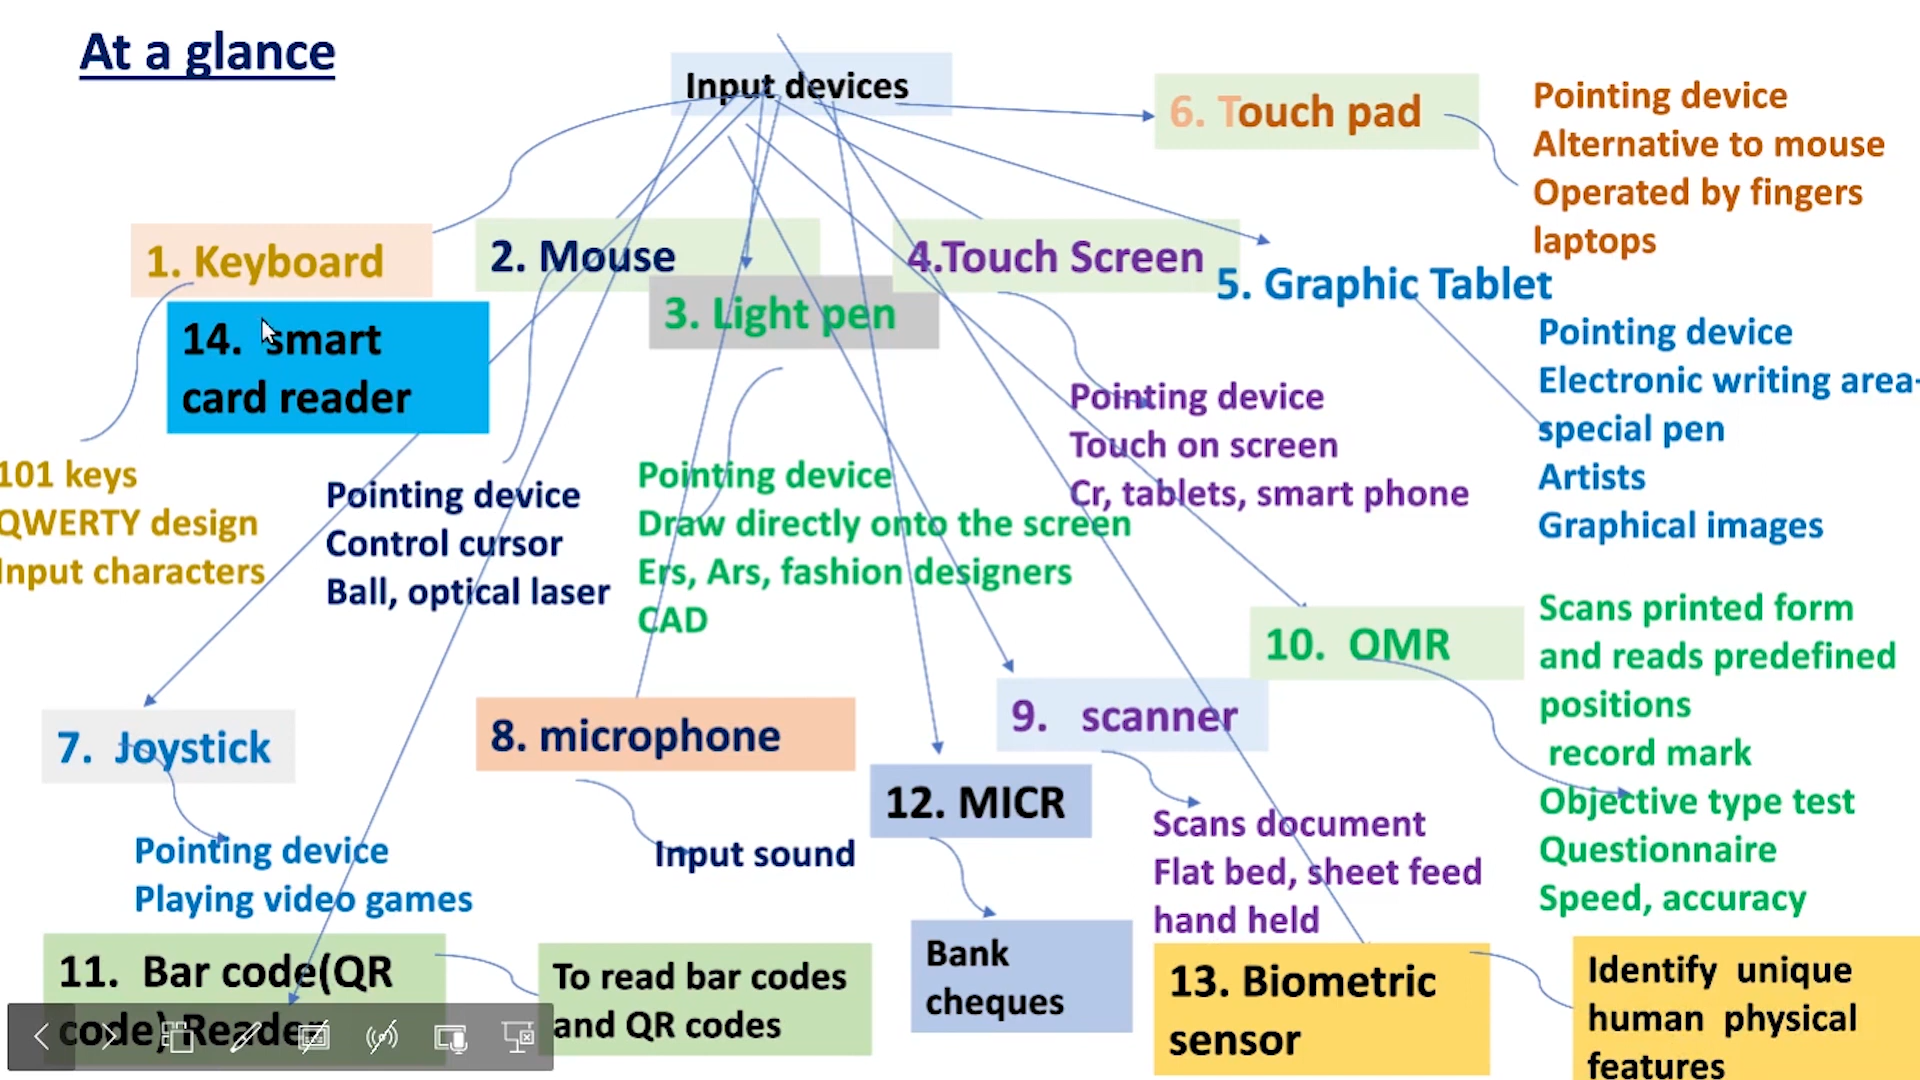 At a glance
Input devices
6. Touch pad
Pointing device
Alternative to mouse
Operated by fingers
laptops
1. Keyboard
2. Mouse
3. Light pen
4.Touch Screen
5. Graphic Tablet
14. smart
card reader
Pointing device
Electronic writing area-
special pen
Artists
Graphical images
101 keys
QWERTY design
Input characters
Pointing device
Control cursor
Ball, optical laser
Pointing device
Draw directly onto the screen
Ers, Ars, fashion designers
CAD
Pointing device
Touch on screen
Cr, tablets, smart phone
10. OMR
Scans printed form
and reads predefined
positions
record mark
Objective type test
Questionnaire
Speed, accuracy
7. Joystick
Pointing device
Playing video games
8. microphone
Input sound
9. scanner
Scans document
Flat bed, sheet feed
hand held
12. MICR
Bank
cheques
11. Bar code(QR
code) Reader
To read bar codes
and QR codes
13. Biometric
sensor
Identify unique
human physical
features